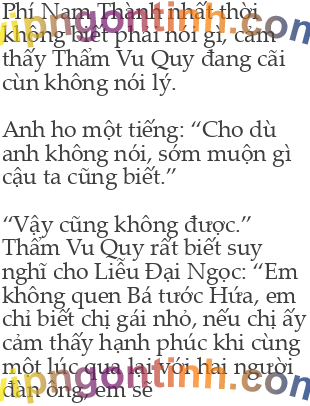 Phí Nam Thành nhất thời
không biết phải nói gì, cảm
thấy Thẩm Vu Quy đang cãi
cùn không nói lý.
Anh ho một tiếng: “Cho dù
anh không nói, sớm muộn gì
cậu ta cũng biết.”
“Vậy cũng không được.”
Thẩm Vu Quy rất biết suy
nghĩ cho Liễu Đại Ngọc: “Em
không quen Bá tước Hứa, em
chỉ biết chị gái nhỏ, nếu chị ấy
cảm thấy hạnh phúc khi cùng
một lúc qua lại với hai người
đàn ông, em sẽ
vipngontinh.com
vipngontinh.com